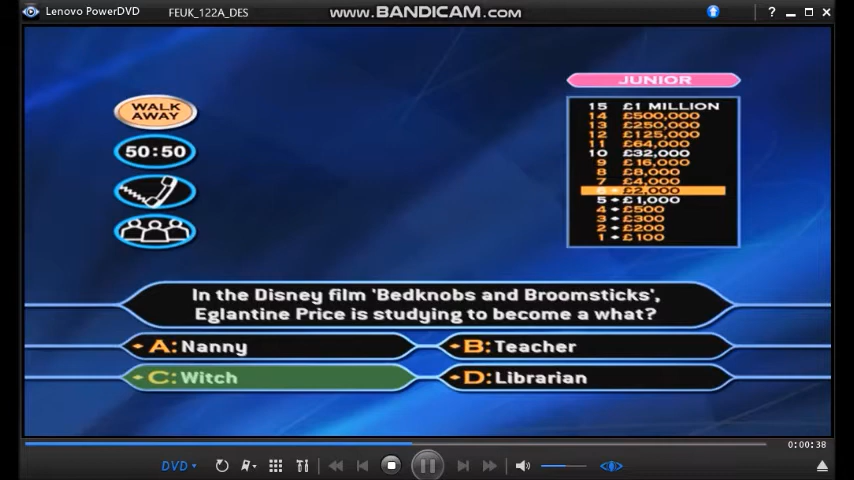 Lenovo PowerDVD
FEUK_122A_DES
www.BANDICAM.com
?
WALK AWAY
50:50
JUNIOR
15 £1 MILLION
14 £500,000
13 £250,000
12 £125,000
11 £64,000
10 £32,000
9 £16,000
8 £8,000
7 £4,000
6 £2,000
5 £1,000
4 £500
3 £300
2 £200
1 £100
In the Disney film 'Bedknobs and Broomsticks',
Eglantine Price is studying to become a what?
A: Nanny
B: Teacher
C: Witch
D: Librarian
0:00:38
DVD